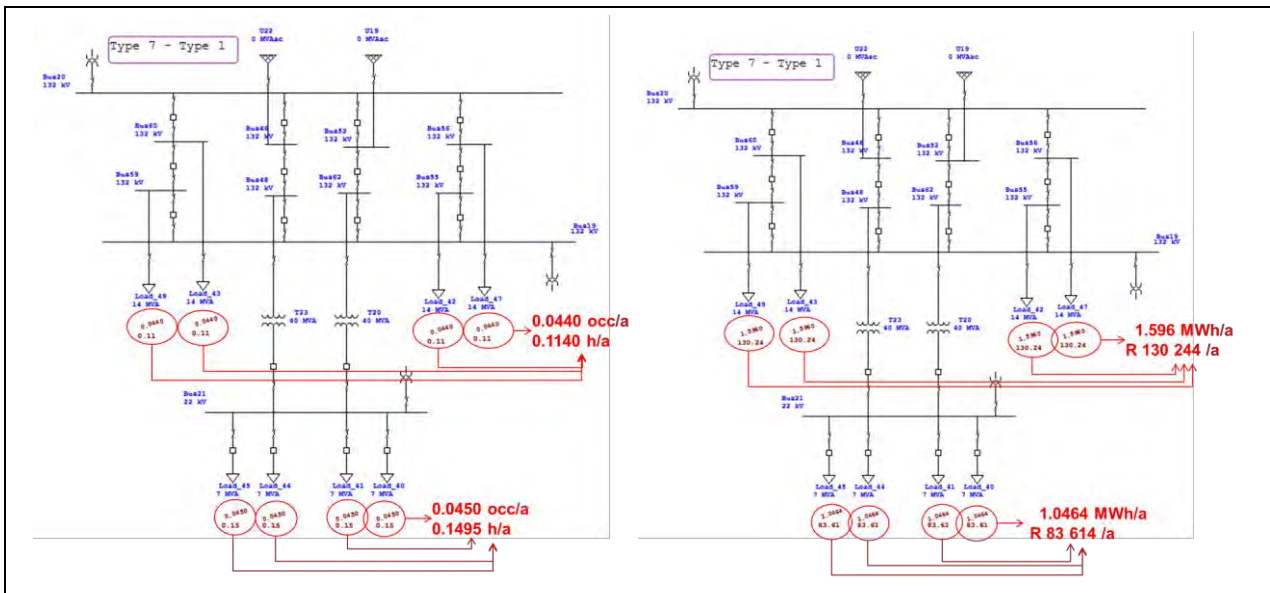 Type 7 - Type 1
U22
0 MVAsc
U19
0 MVAsc
Bus20
132 kV
Bus60
132 kV
Bus46
132 kV
Bus52
132 kV
Bus56
132 kV
Bus59
132 kV
Bus48
132 kV
Bus62
132 kV
Bus55
132 kV
Bus19
132 kV
Load_49
14 MVA
Load_43
14 MVA
Load_42
14 MVA
Load_47
14 MVA
0.0440
0.11
0.0440
0.11
0.0440
0.11
0.0440
0.11
0.0440 occ/a
0.1140 h/a
T23
40 MVA
T20
40 MVA
Bus21
22 kV
Load_45
7 MVA
Load_44
7 MVA
Load_41
7 MVA
Load_40
7 MVA
0.0450
0.15
0.0450
0.15
0.0450
0.15
0.0450
0.15
0.0450 occ/a
0.1495 h/a
Type 7 - Type 1
U22
0 MVAsc
U19
0 MVAsc
Bus20
132 kV
Bus60
132 kV
Bus46
132 kV
Bus52
132 kV
Bus56
132 kV
Bus59
132 kV
Bus48
132 kV
Bus62
132 kV
Bus55
132 kV
Bus19
132 kV
Load_49
14 MVA
Load_43
14 MVA
Load_42
14 MVA
Load_47
14 MVA
1.5960
130.24
1.5960
130.24
1.5960
130.24
1.5960
130.24
1.596 MWh/a
R 130 244 /a
T23
40 MVA
T20
40 MVA
Bus21
22 kV
Load_45
7 MVA
Load_44
7 MVA
Load_41
7 MVA
Load_40
7 MVA
1.0464
83.61
1.0464
83.61
1.0464
83.61
1.0464
83.61
1.0464 MWh/a
R 83 614 /a